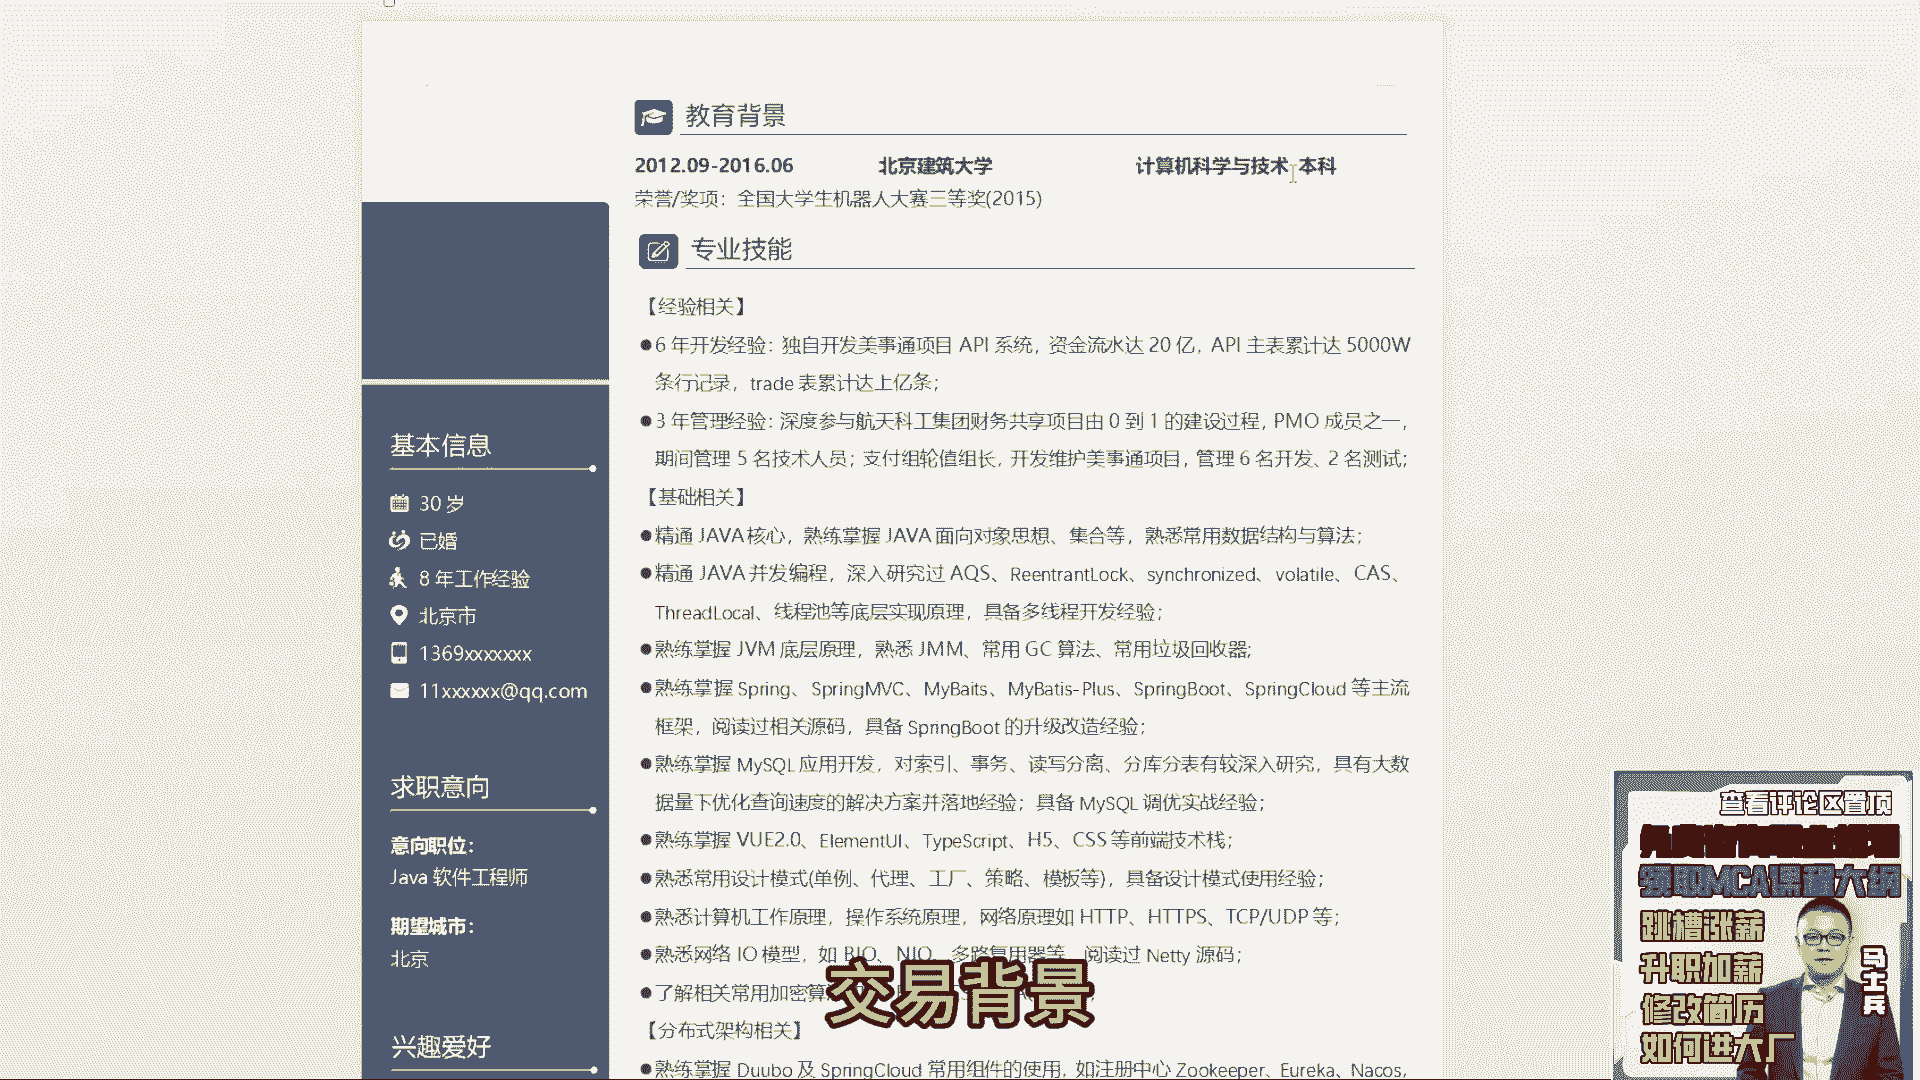 教育背景
2012.09-2016.06 北京建筑大学 计算机科学与技术 本科
荣誉/奖项：全国大学生机器人大赛三等奖(2015)
专业技能
【经验相关】
●6 年开发经验：独自开发美事通项目 API 系统，资金流水达 20 亿，API 主表累计达 5000W
条行记录，trade 表累计达上亿条；
●3 年管理经验：深度参与航天科工集团财务共享项目由 0 到 1 的建设过程，PMO 成员之一，
期间管理 5 名技术人员；支付组轮值组长，开发维护美事通项目，管理 6 名开发、2 名测试；
【基础相关】
●精通 JAVA 核心，熟练掌握 JAVA 面向对象思想、集合等，熟悉常用数据结构与算法；
●精通 JAVA 并发编程，深入研究过 AQS、ReentrantLock、synchronized、volatile、CAS、
ThreadLocal、线程池等底层实现原理，具备多线程开发经验；
●熟练掌握 JVM 底层原理，熟悉 JMM、常用 GC 算法、常用垃圾回收器；
●熟练掌握 Spring、SpringMVC、MyBaits、MyBatis-Plus、SpringBoot、SpringCloud 等主流
框架，阅读过相关源码，具备 SpringBoot 的升级改造经验；
●熟练掌握 MySQL 应用开发，对索引、事务、读写分离、分库分表有较深入研究，具有大数
据量下优化查询速度的解决方案并落地经验；具备 MySQL 调优实战经验；
●熟练掌握 VUE2.0、ElementUI、TypeScript、H5、CSS 等前端技术栈；
●熟悉常用设计模式(单例、代理、工厂、策略、模板等)，具备设计模式使用经验；
●熟悉计算机工作原理，操作系统原理，网络原理如 HTTP、HTTPS、TCP/UDP 等；
●熟悉网络 IO 模型，如 BIO、NIO、多路复用器等，阅读过 Netty 源码；
●了解相关常用加密算
【分布式架构相关】
●熟练掌握 Duubo 及 SpringCloud 常用组件的使用，如注册中心 Zookeeper、Eureka、Nacos，
基本信息
30 岁
已婚
8 年工作经验
北京市
1369xxxxxxx
11xxxxxx@qq.com
求职意向
意向职位：
Java 软件工程师
期望城市：
北京
兴趣爱好
交易背景
查看评论区置顶
领取MCA课程大纲
跳槽涨薪
升职加薪
修改简历
如何进大厂
马士兵